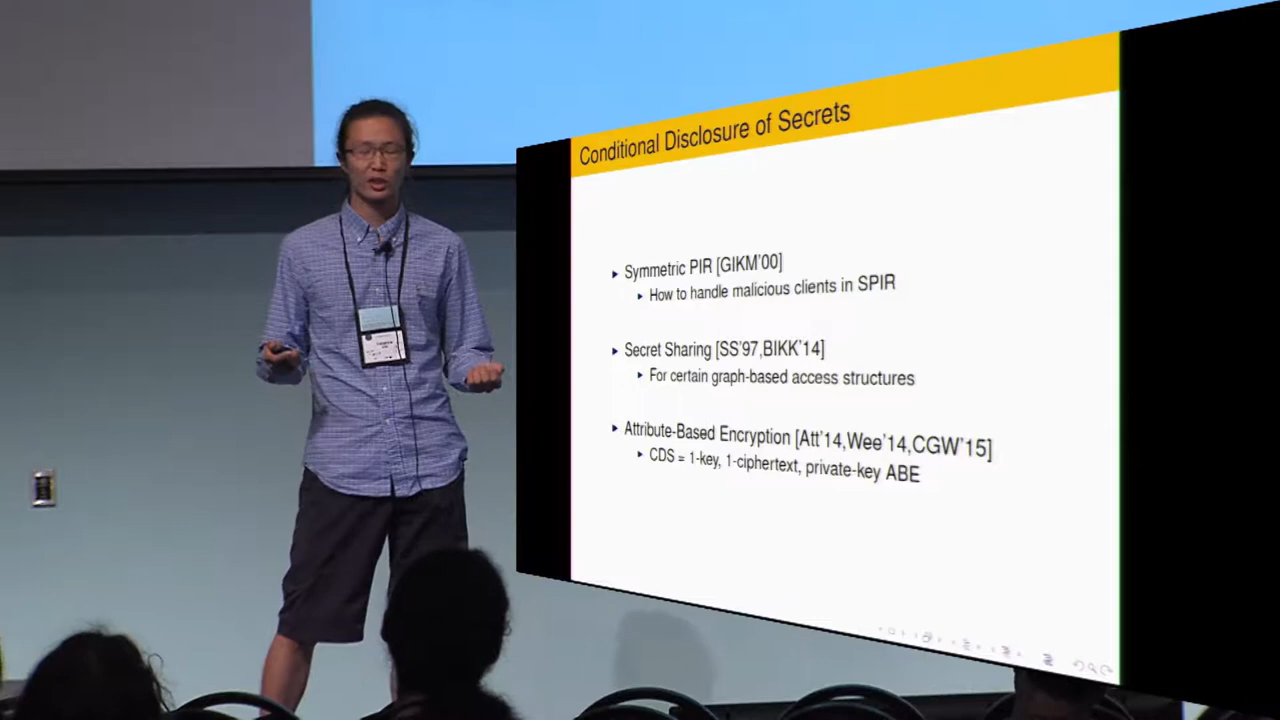 Conditional Disclosure of Secrets
Symmetric PIR [GIKM'00]
How to handle malicious clients in SPIR
Secret Sharing [SS'97,BIKK'14]
For certain graph-based access structures
Attribute-Based Encryption [Att'14,Wee'14,CGW'15]
CDS = 1-key, 1-ciphertext, private-key ABE